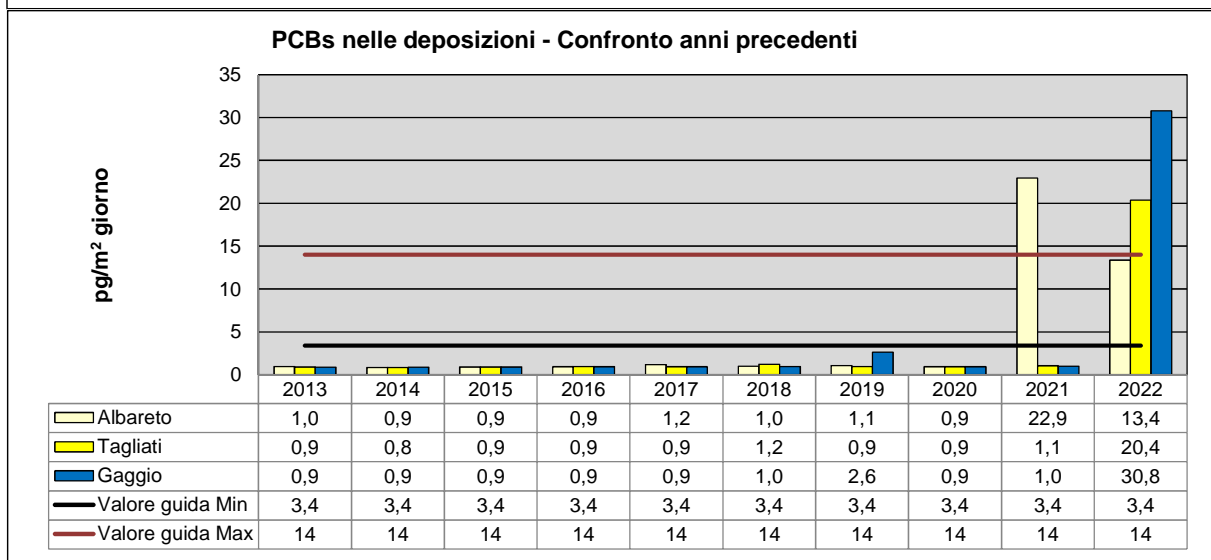 PCBs nelle deposizioni - Confronto anni precedenti
pg/m² giorno
35
30
25
20
15
10
5
0
2013 2014 2015 2016 2017 2018 2019 2020 2021 2022
Albareto 1,0 0,9 0,9 0,9 1,2 1,0 1,1 0,9 22,9 13,4
Tagliati 0,9 0,8 0,9 0,9 0,9 1,2 0,9 0,9 1,1 20,4
Gaggio 0,9 0,9 0,9 0,9 0,9 1,0 2,6 0,9 1,0 30,8
Valore guida Min 3,4 3,4 3,4 3,4 3,4 3,4 3,4 3,4 3,4 3,4
Valore guida Max 14 14 14 14 14 14 14 14 14 14